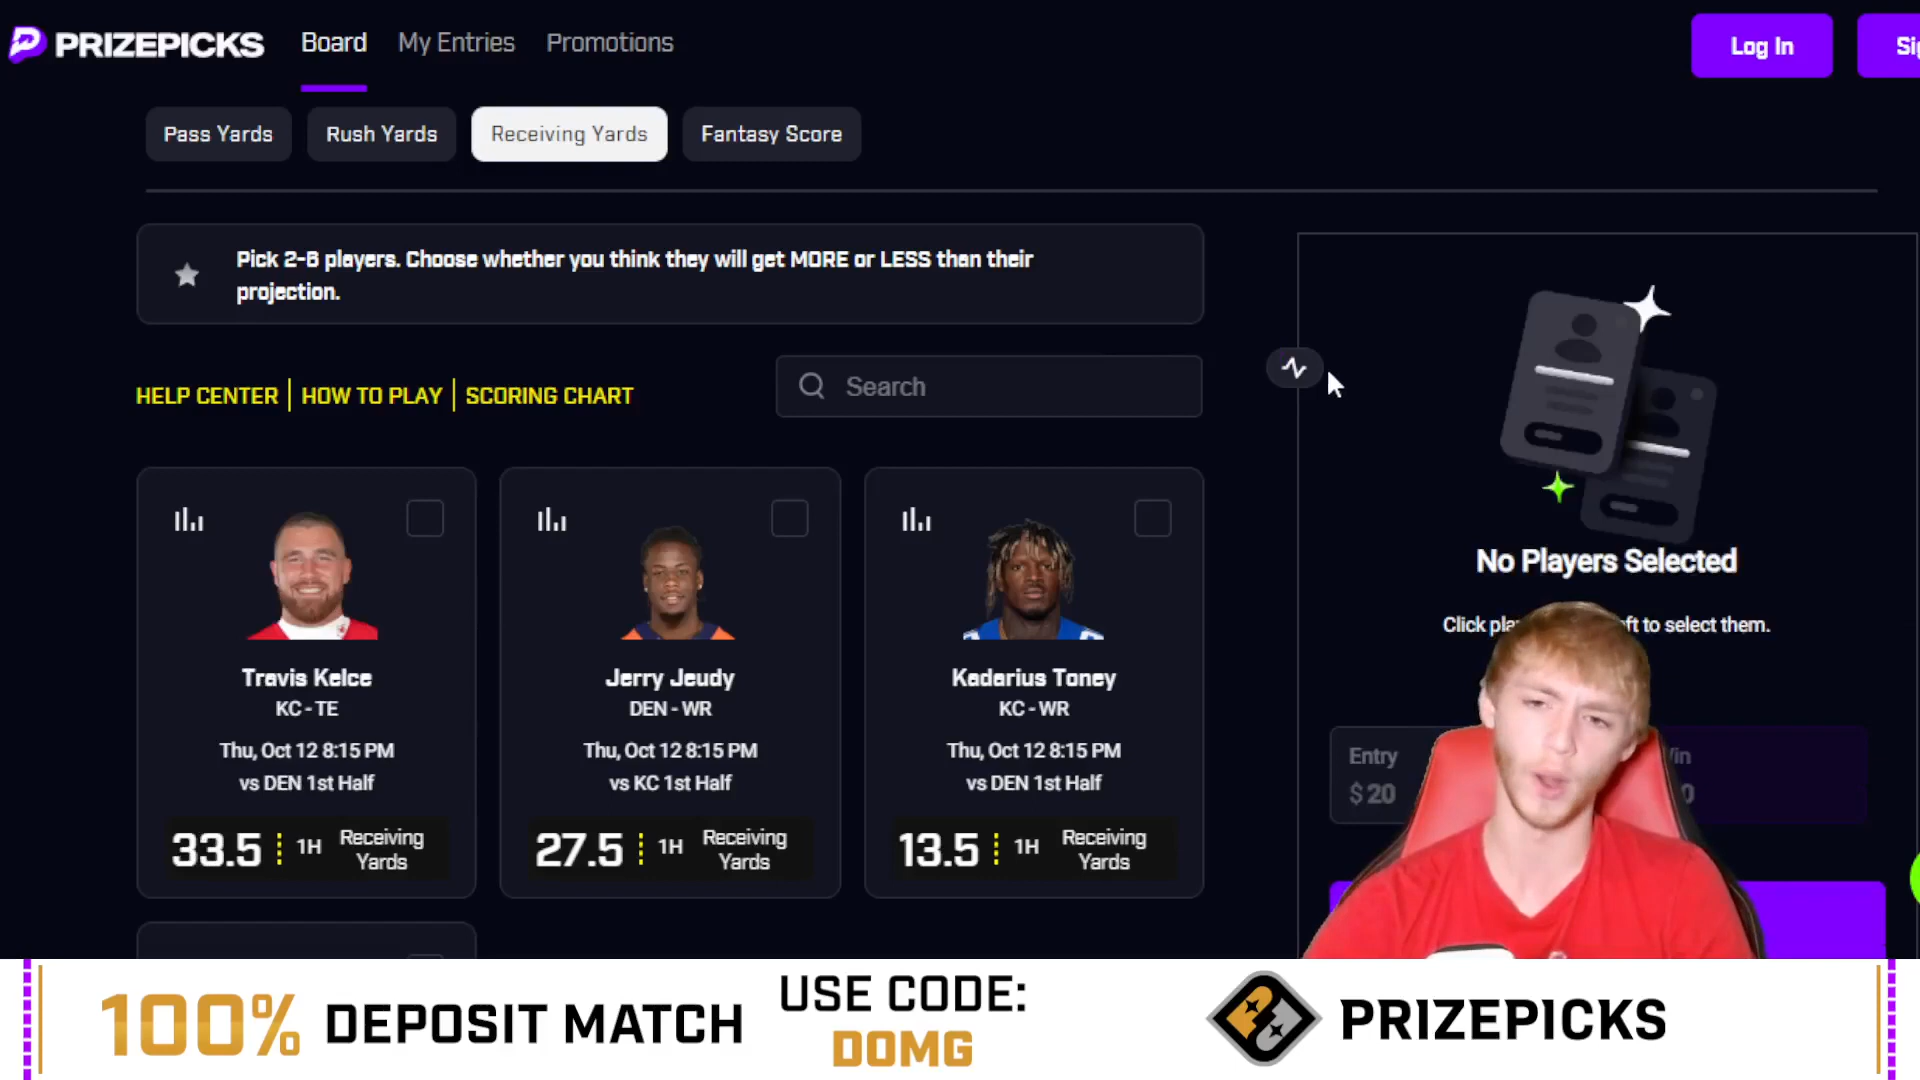 PRIZEPICKS
Board My Entries Promotions
Log In
Pass Yards Rush Yards Receiving Yards Fantasy Score
Pick 2-6 players. Choose whether you think they will get MORE or LESS than their
projection.
HELP CENTER HOW TO PLAY SCORING CHART
Search
Travis Kelce
KC - TE
Thu, Oct 12 8:15 PM
vs DEN 1st Half
33.5 1H Receiving
Yards
Jerry Jeudy
DEN - WR
Thu, Oct 12 8:15 PM
vs KC 1st Half
27.5 1H Receiving
Yards
Kadarius Toney
KC - WR
Thu, Oct 12 8:15 PM
vs DEN 1st Half
13.5 1H Receiving
Yards
No Players Selected
Click to select them.
Entry
$ 20
100% DEPOSIT MATCH
USE CODE:
DOMG
PRIZEPICKS